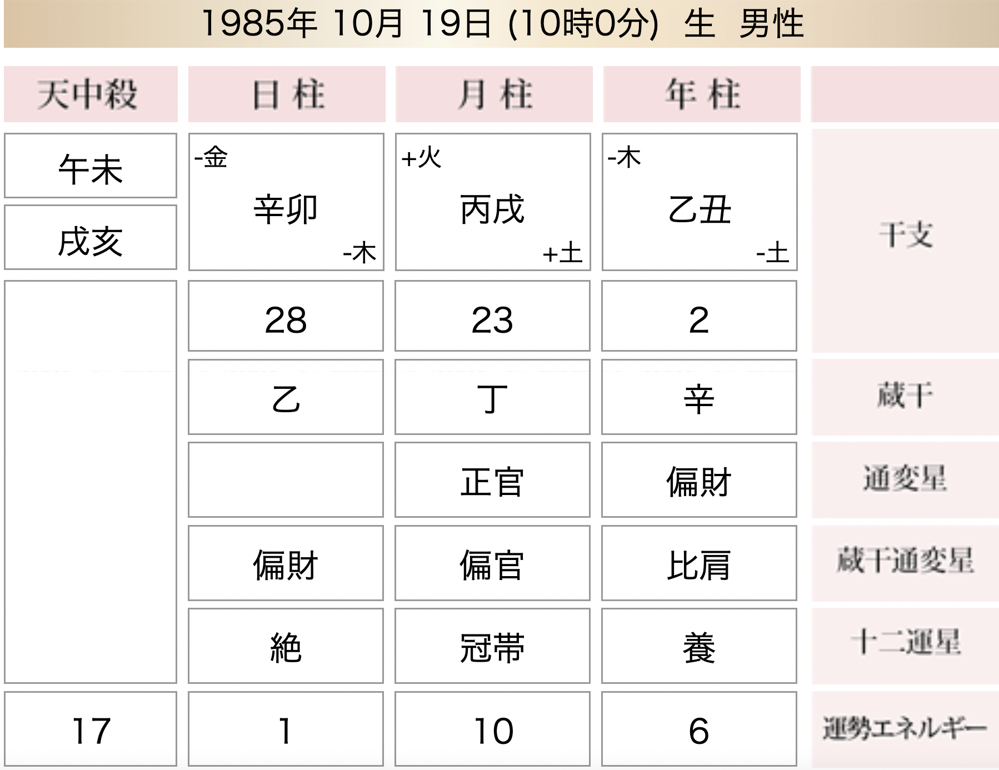 1985年 10月 19日 (10時0分) 生 男性
天中殺 日柱 月柱 年柱
午未
戌亥
-金 辛卯 -木
+火 丙戌 +土
-木 乙丑 -土
干支
28 23 2
乙 丁 辛 蔵干
正官 偏財 通変星
偏財 偏官 比肩 蔵干通変星
絶 冠帯 養 十二運星
17 1 10 6 運勢エネルギー